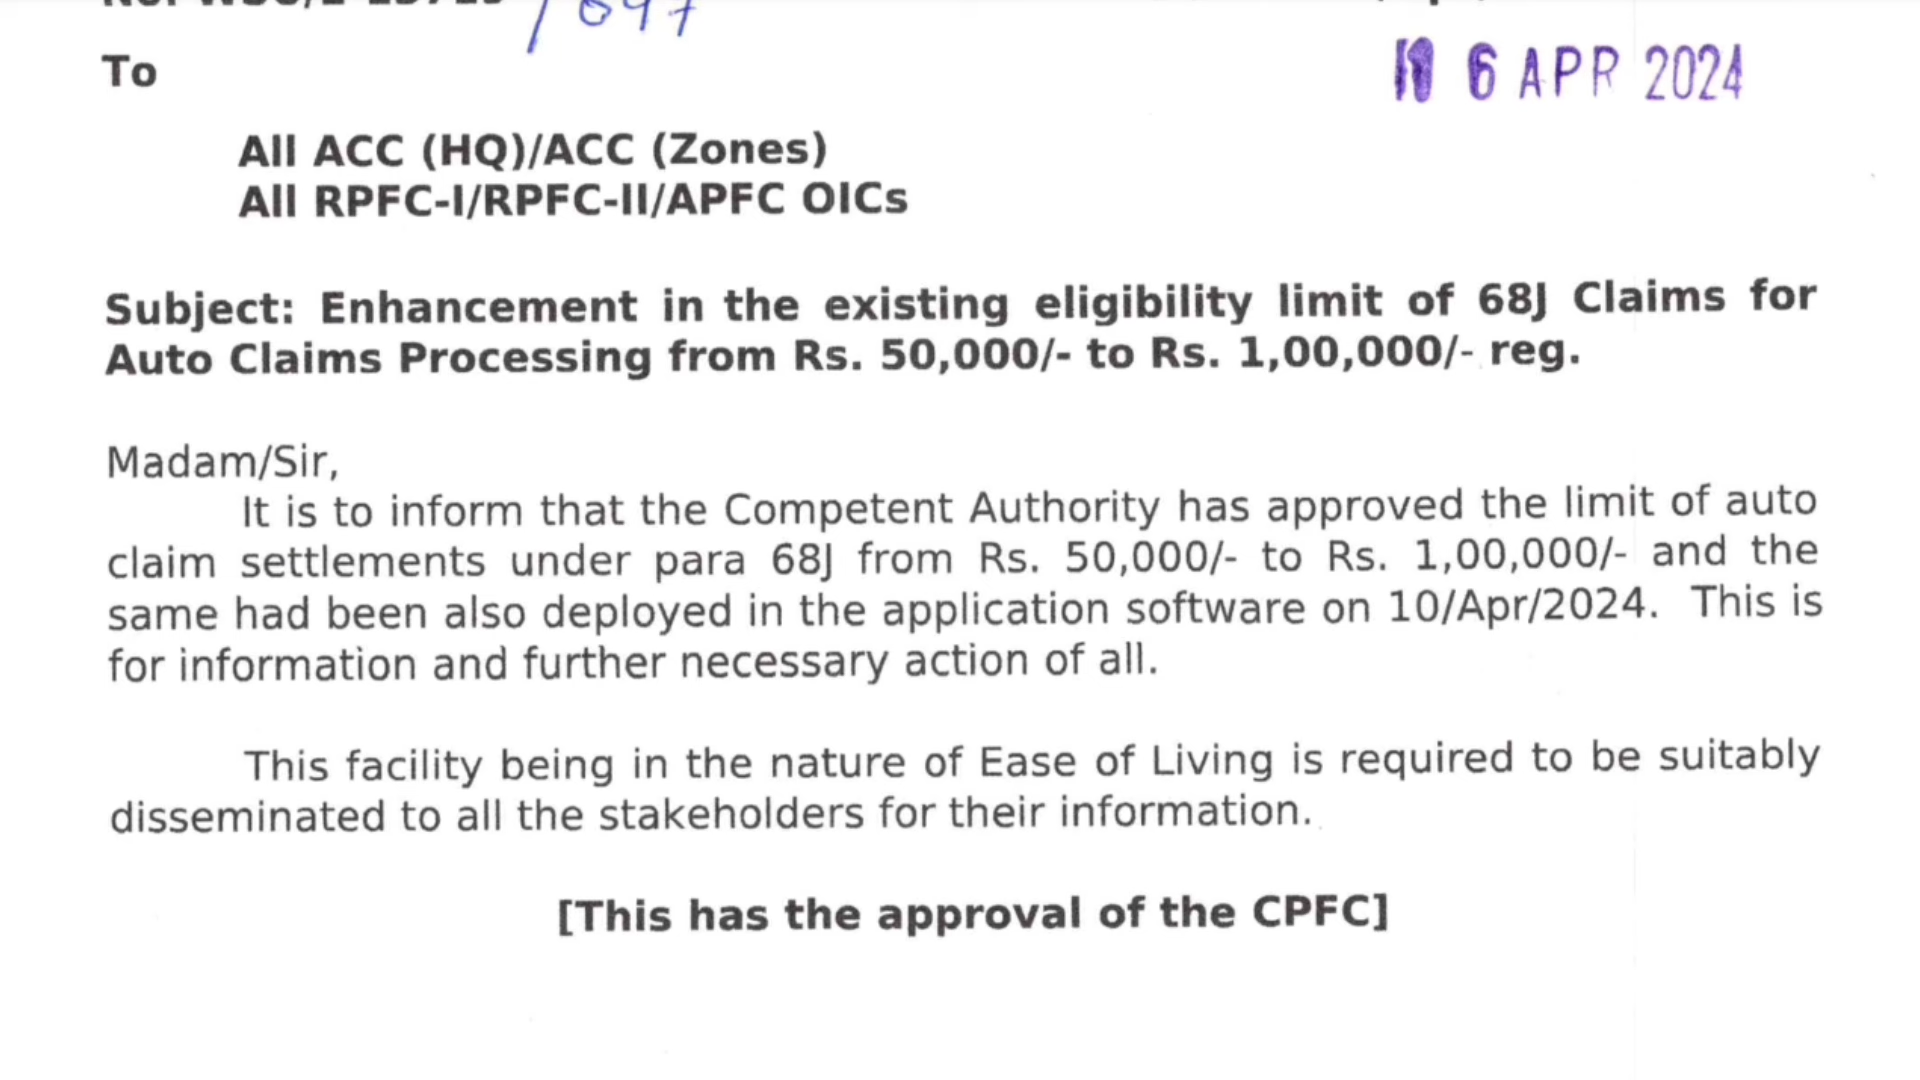 To
6 APR 2024
All ACC (HQ)/ACC (Zones)
All RPFC-I/RPFC-II/APFC OICs
Subject: Enhancement in the existing eligibility limit of 68J Claims for
Auto Claims Processing from Rs. 50,000/- to Rs. 1,00,000/- reg.
Madam/Sir,
It is to inform that the Competent Authority has approved the limit of auto
claim settlements under para 68J from Rs. 50,000/- to Rs. 1,00,000/- and the
same had been also deployed in the application software on 10/Apr/2024. This is
for information and further necessary action of all.
This facility being in the nature of Ease of Living is required to be suitably
disseminated to all the stakeholders for their information.
[This has the approval of the CPFC]